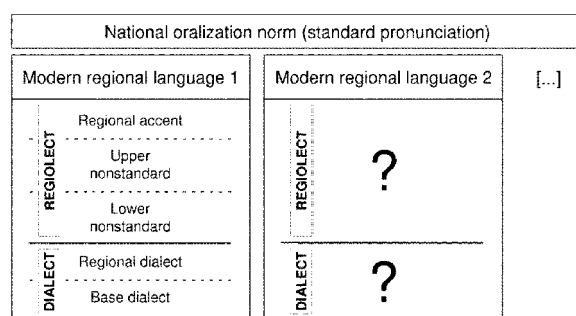 National oralization norm (standard pronunciation)
Modern regional language 1
REGIOLECT
Regional accent
Upper
nonstandard
Lower
nonstandard
DIALECT
Regional dialect
Base dialect
Modern regional language 2
REGIOLECT
?
DIALECT
?
[...]